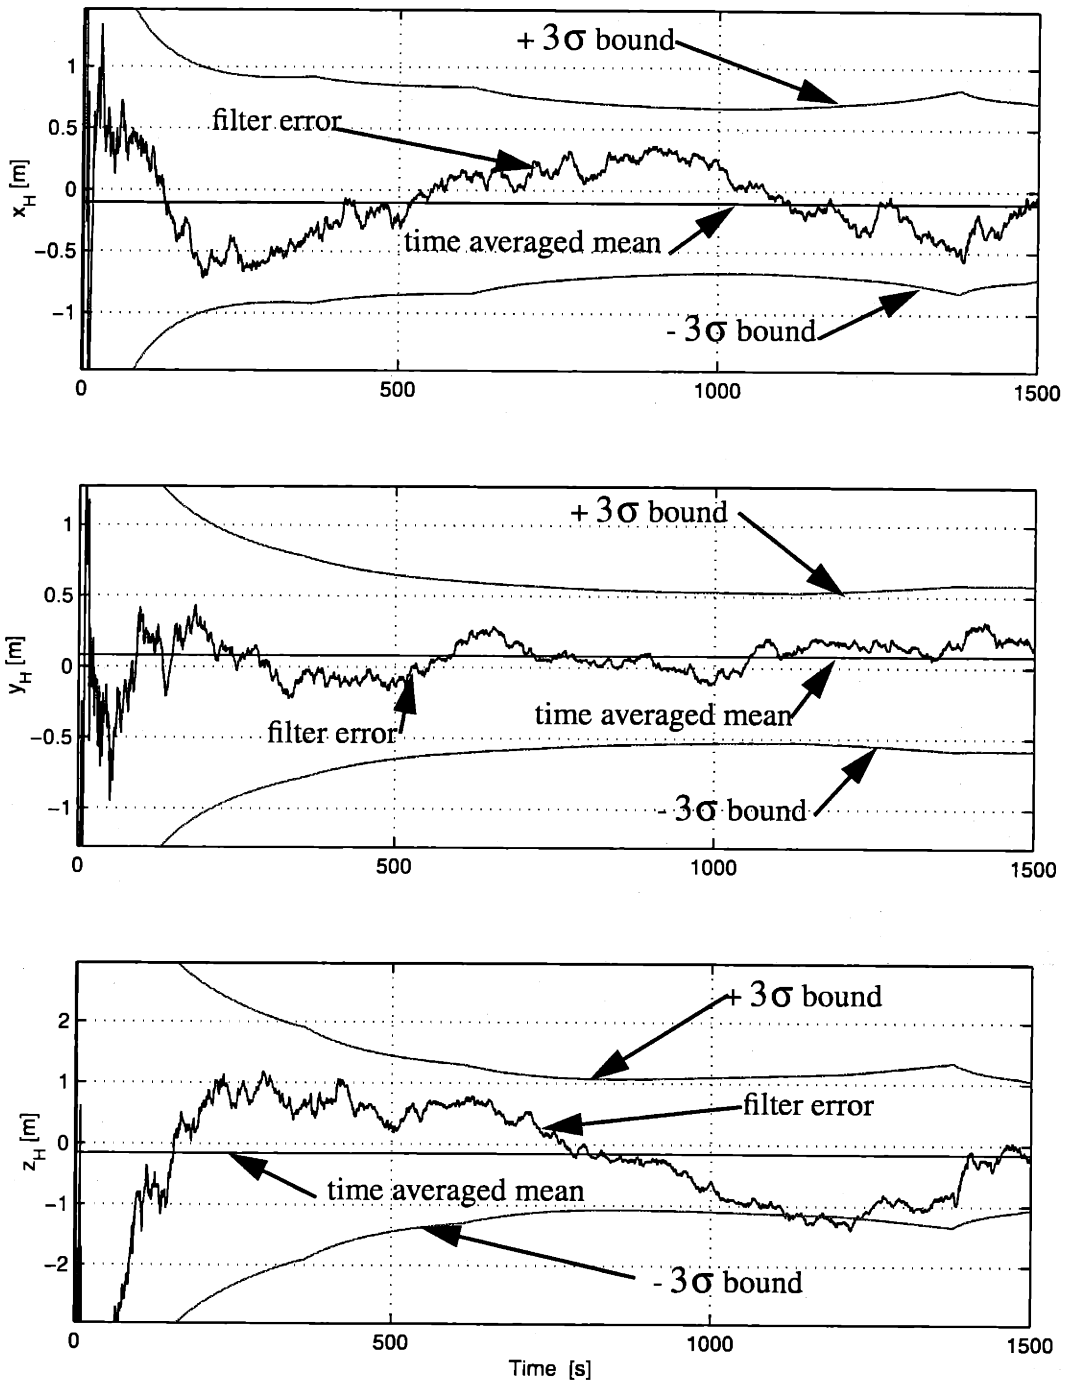 + 3σ bound
1
0.5
filter error
x_H [m]
0
time averaged mean
−0.5
−1
- 3σ bound
0
500
1000
1500
+ 3σ bound
1
0.5
y_H [m]
0
time averaged mean
filter error
−0.5
- 3σ bound
−1
0
500
1000
1500
+ 3σ bound
2
1
filter error
z_H [m]
0
time averaged mean
−1
−2
- 3σ bound
0
500
1000
1500
Time [s]